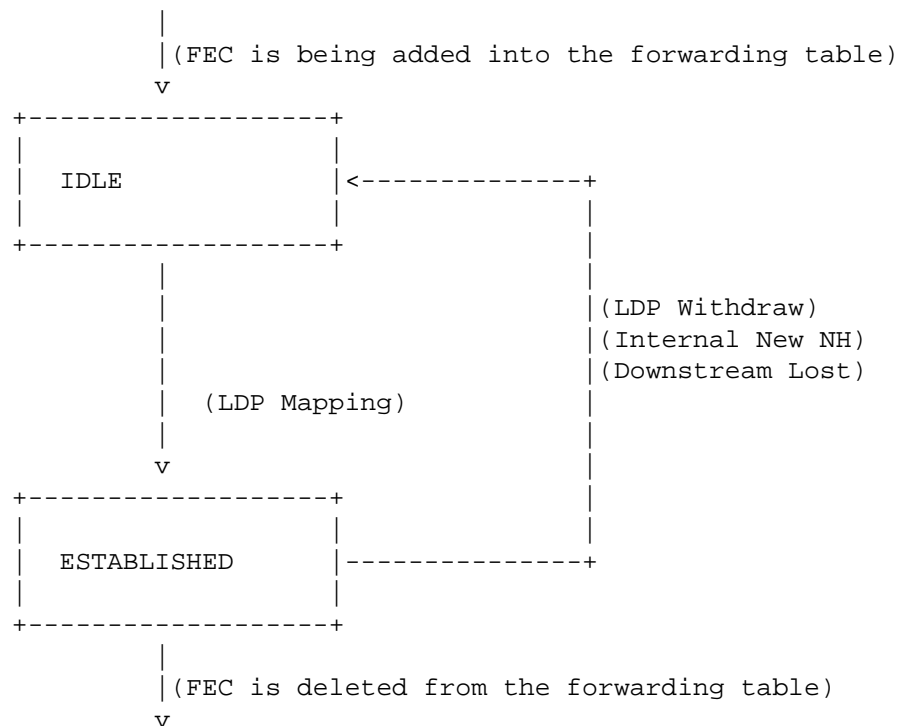 (FEC is being added into the forwarding table)
IDLE
(LDP Withdraw)
(Internal New NH)
(Downstream Lost)
(LDP Mapping)
ESTABLISHED
(FEC is deleted from the forwarding table)